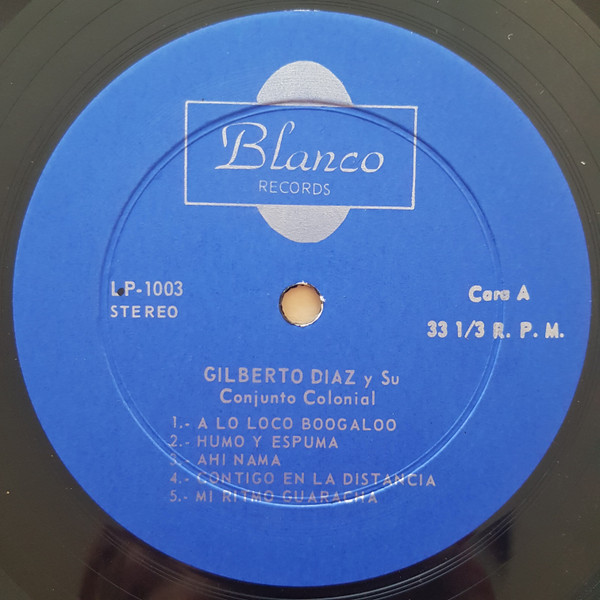 Blanco
RECORDS
LP-1003
STEREO
Cara A
33 1/3 R. P. M.
GILBERTO DIAZ y Su
Conjunto Colonial
1.- A LO LOCO BOOGALOO
2.- HUMO Y ESPUMA
3.- AHI NAMA
4.- CONTIGO EN LA DISTANCIA
5.- MI RITMO GUARACHA